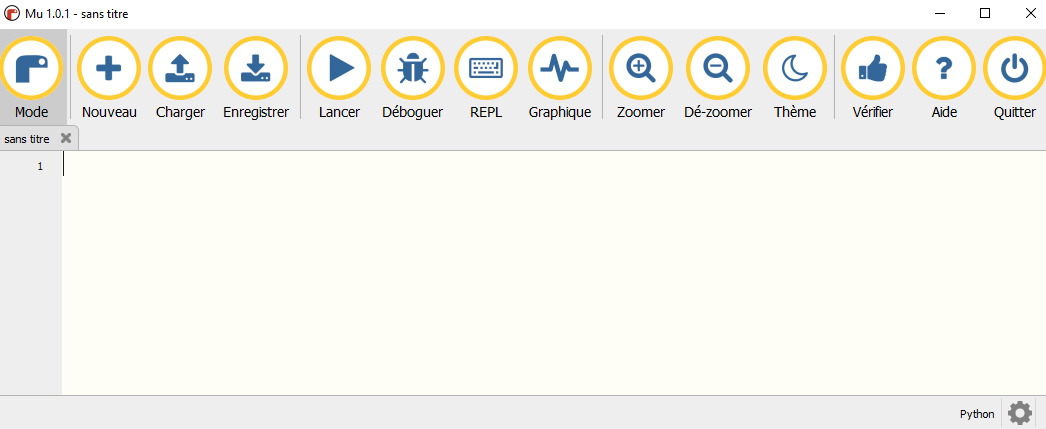 Mu 1.0.1 - sans titre
Mode Nouveau Charger Enregistrer Lancer Déboguer REPL Graphique Zoomer Dé-zoomer Thème Vérifier Aide Quitter
sans titre
1
Python